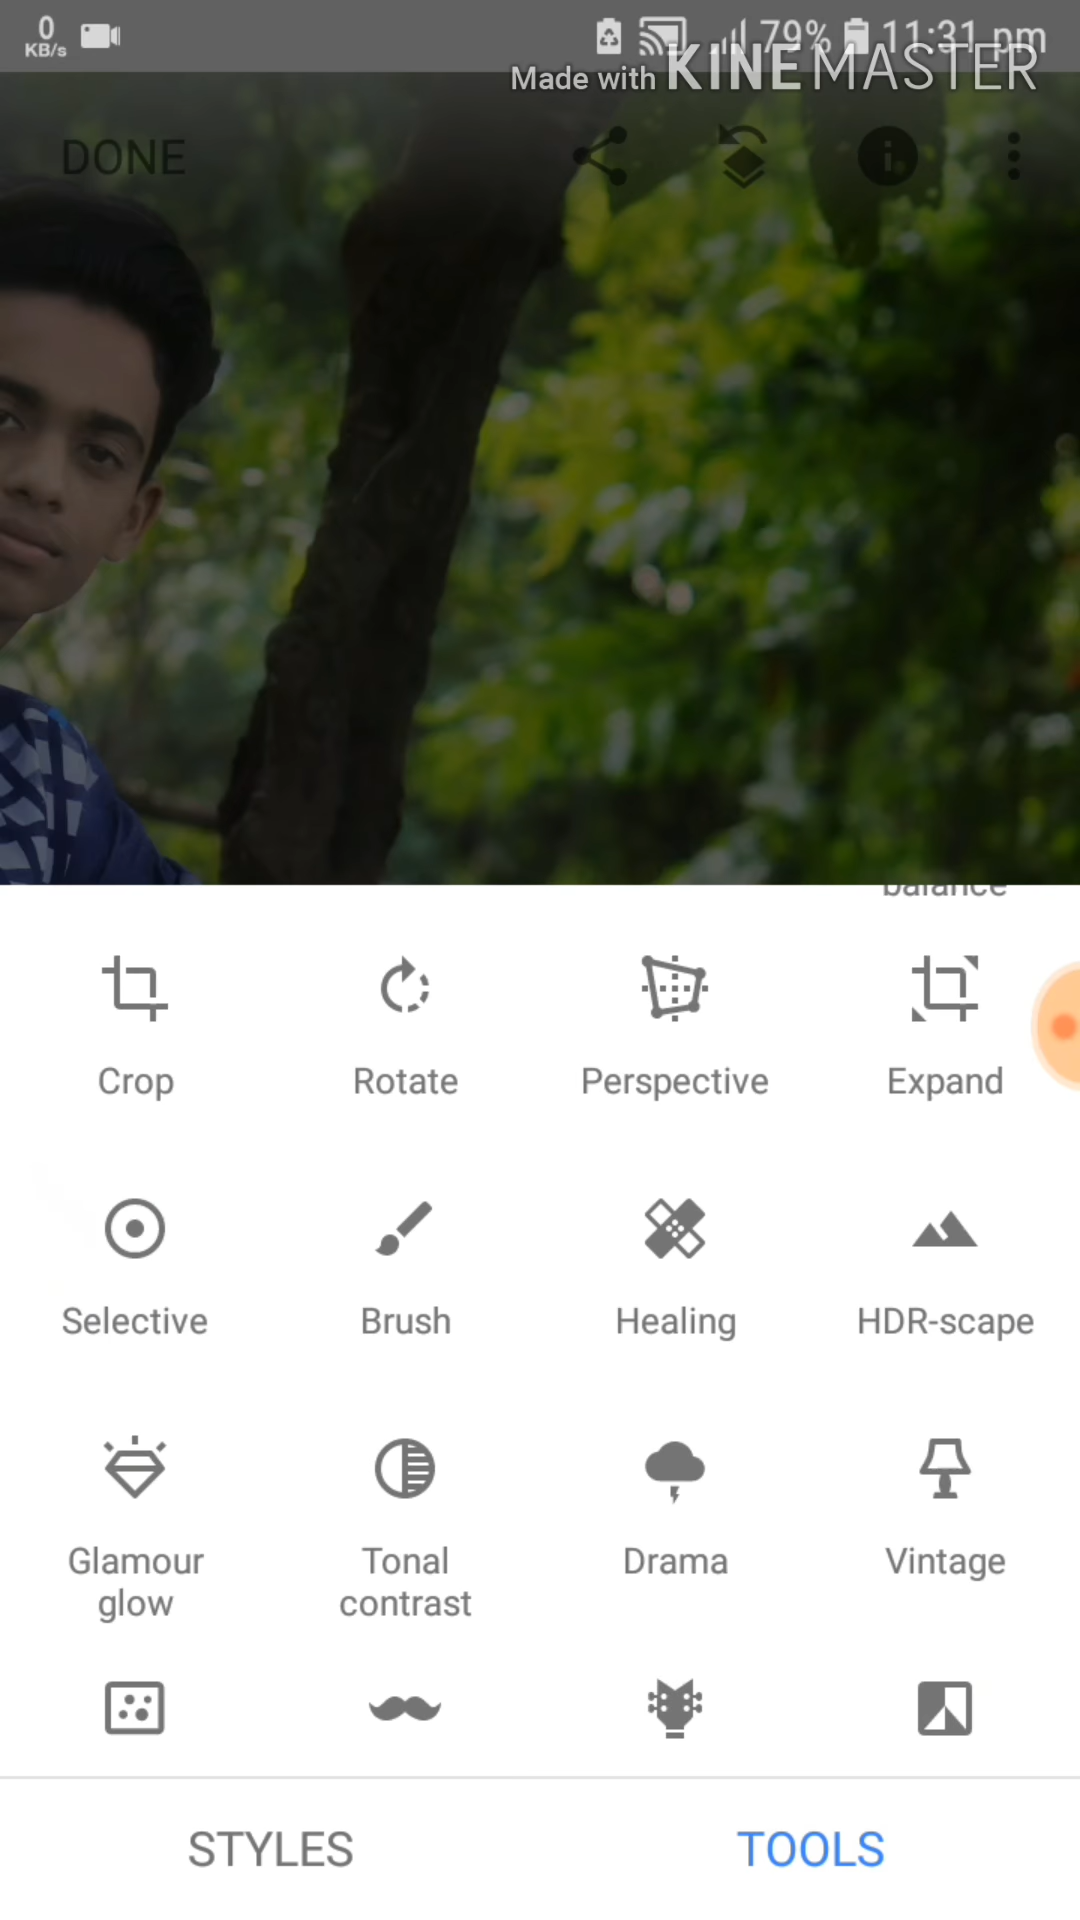 0
KB/s
79% 11:31 pm
Made with KINEMASTER
DONE
balance
Crop Rotate Perspective Expand
Selective Brush Healing HDR-scape
Glamour glow Tonal contrast Drama Vintage
STYLES TOOLS